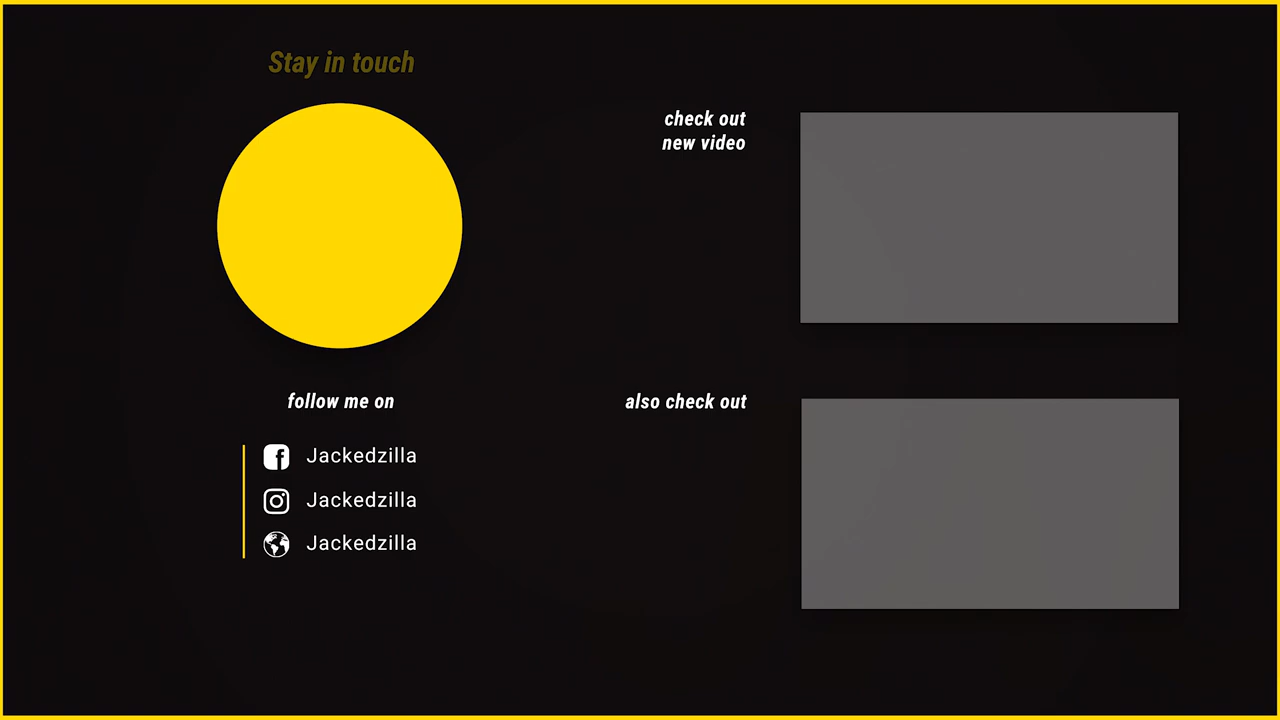 Stay in touch
check out
new video
follow me on
Jackedzilla
Jackedzilla
Jackedzilla
also check out